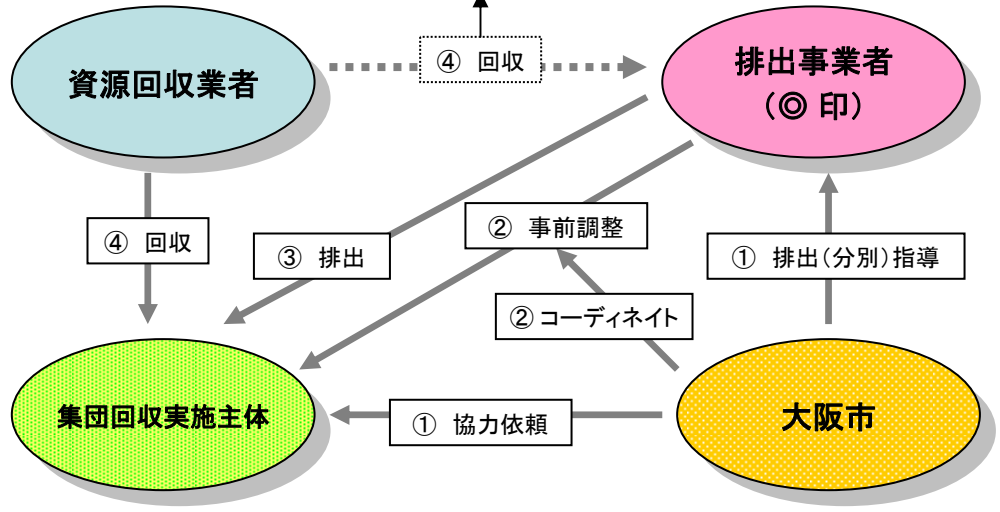 ④ 回収
資源回収業者
排出事業者
(◎ 印)
④ 回収
③ 排出
② 事前調整
① 排出(分別)指導
②コーディネイト
集団回収実施主体
① 協力依頼
大阪市